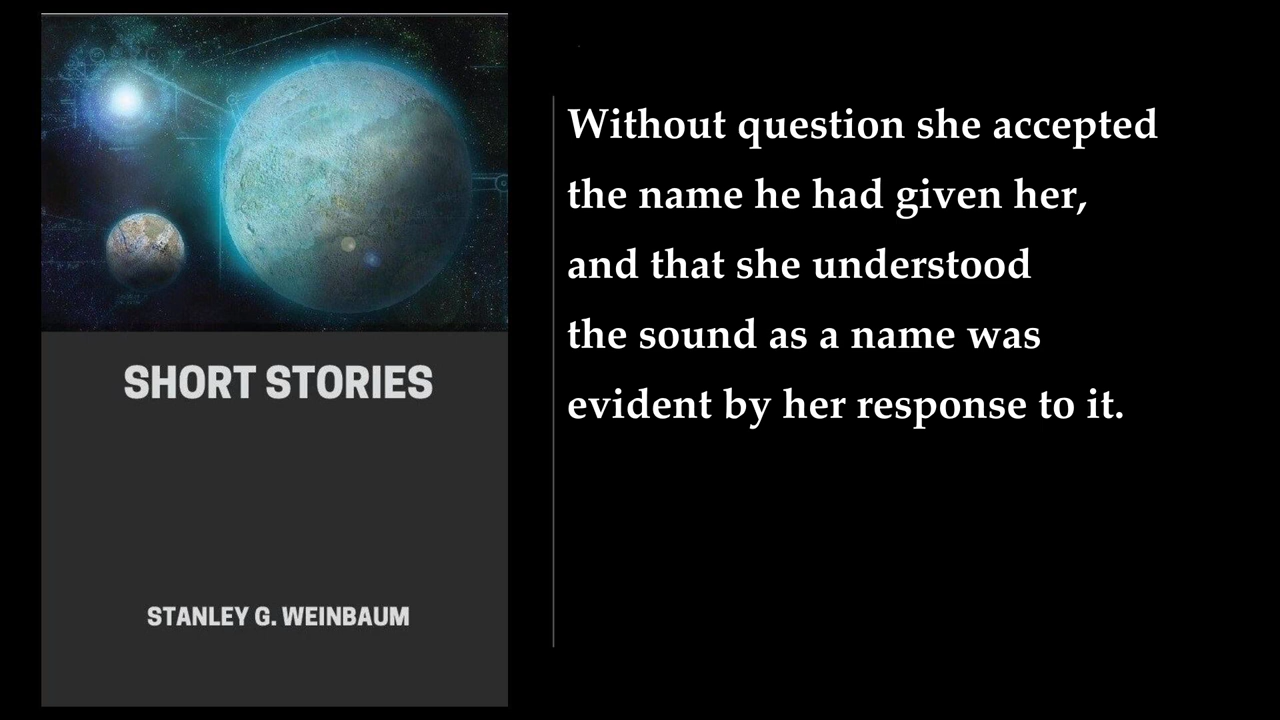 SHORT STORIES
STANLEY G. WEINBAUM
Without question she accepted
the name he had given her,
and that she understood
the sound as a name was
evident by her response to it.